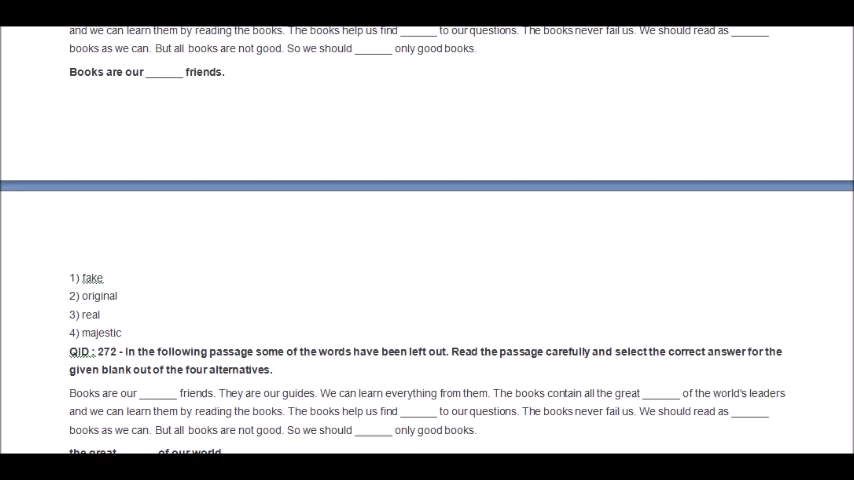 and we can learn them by reading the books. The books help us find ______ to our questions. The books never fail us. We should read as ______
books as we can. But all books are not good. So we should ______ only good books.
Books are our ______ friends.
1) fake
2) original
3) real
4) majestic
QID : 272 - In the following passage some of the words have been left out. Read the passage carefully and select the correct answer for the
given blank out of the four alternatives.
Books are our ______ friends. They are our guides. We can learn everything from them. The books contain all the great ______ of the world's leaders
and we can learn them by reading the books. The books help us find ______ to our questions. The books never fail us. We should read as ______
books as we can. But all books are not good. So we should ______ only good books.
the great ______ of our world